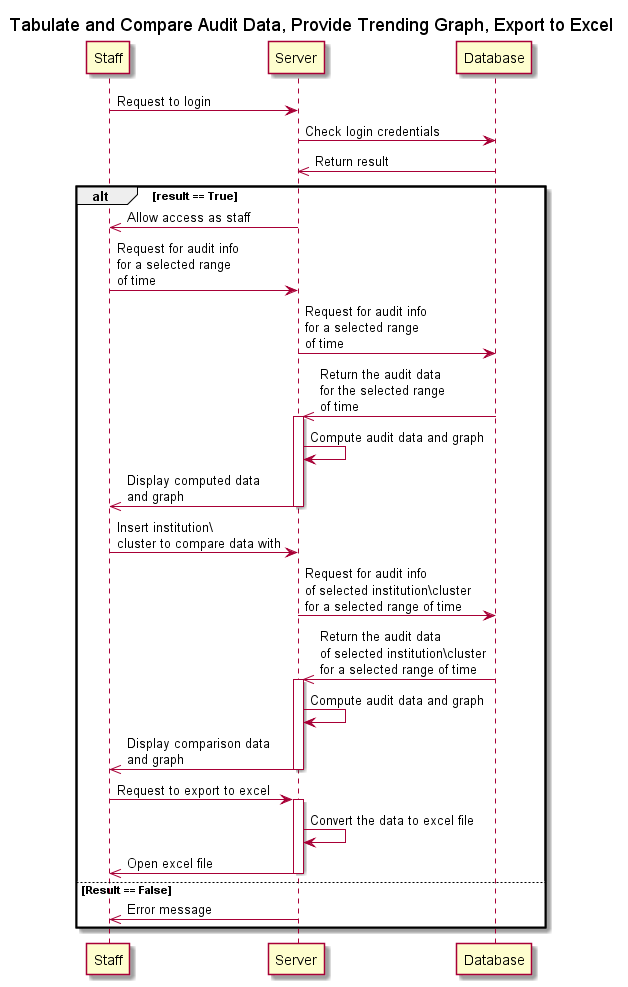 Tabulate and Compare Audit Data, Provide Trending Graph, Export to Excel
Staff
Server
Database
Request to login
Check login credentials
Return result
alt
[result == True]
Allow access as staff
Request for audit info
for a selected range
of time
Request for audit info
for a selected range
of time
Return the audit data
for the selected range
of time
Compute audit data and graph
Display computed data
and graph
Insert institution\
cluster to compare data with
Request for audit info
of selected institution\cluster
for a selected range of time
Return the audit data
of selected institution\cluster
for a selected range of time
Compute audit data and graph
Display comparison data
and graph
Request to export to excel
Convert the data to excel file
Open excel file
[Result == False]
Error message
Staff
Server
Database